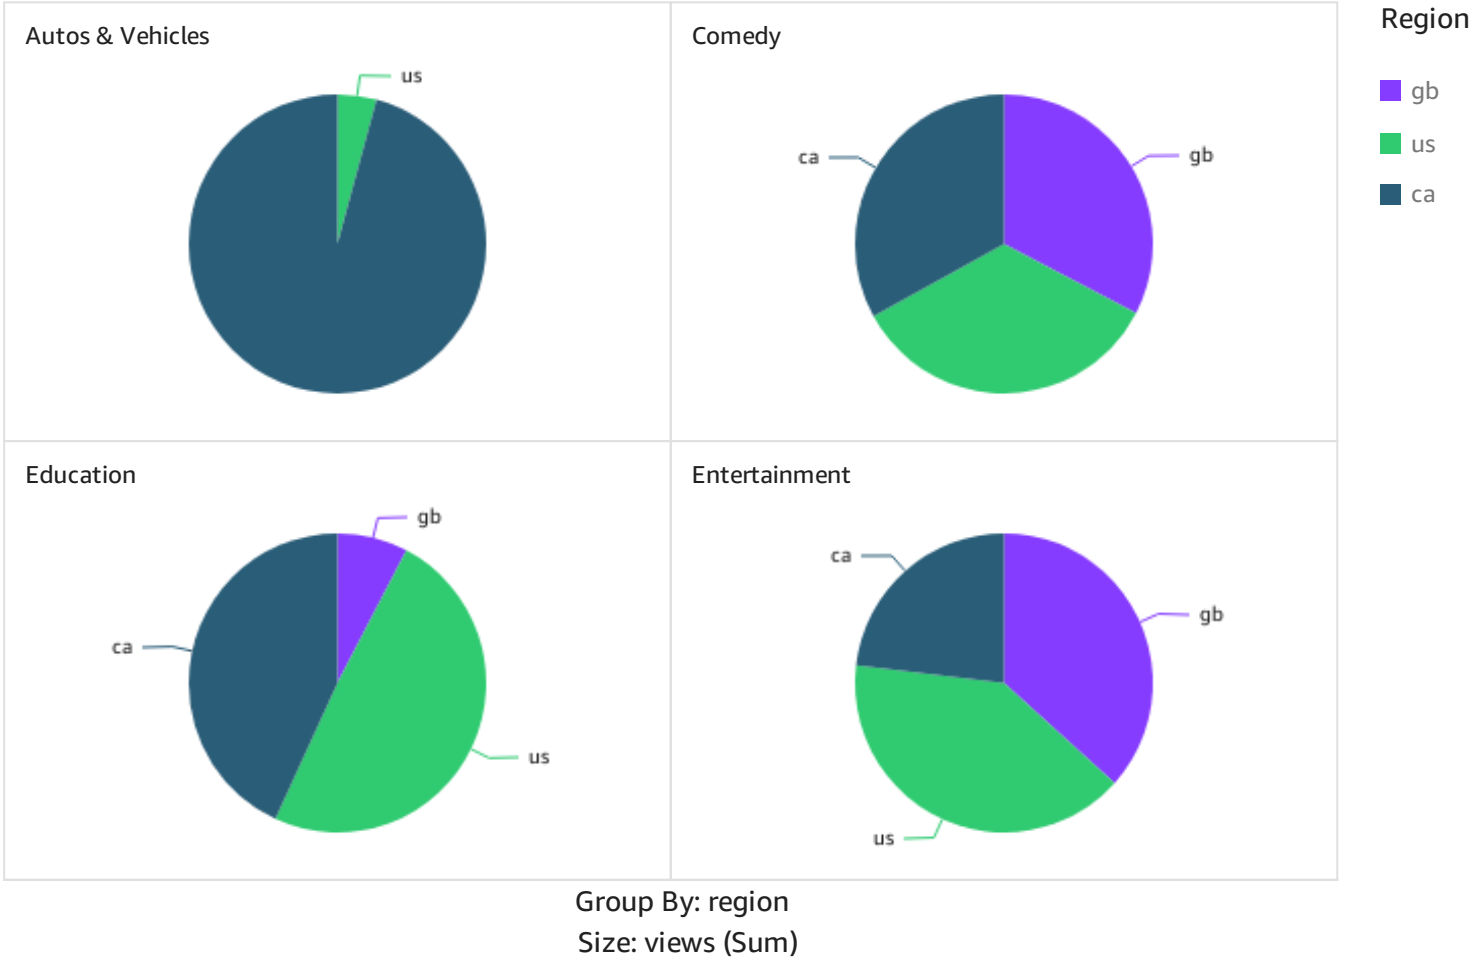 Autos & Vehicles
us
Comedy
ca
gb
Education
gb
ca
us
Entertainment
ca
gb
us
Region
gb
us
ca
Group By: region
Size: views (Sum)